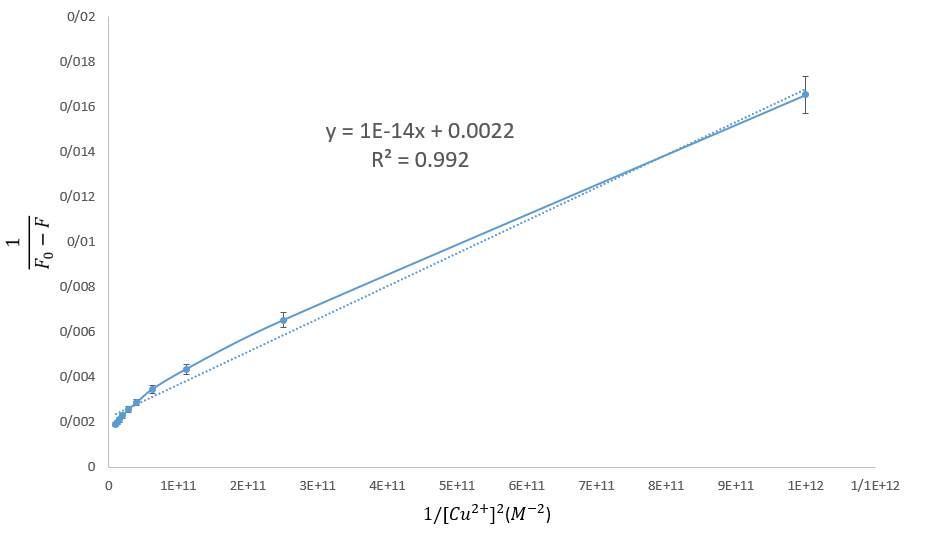 0/02
0/018
0/016
0/014
0/012
0/01
0/008
0/006
0/004
0/002
0
y = 1E-14x + 0.0022
R² = 0.992
1
F₀ − F
0 1E+11 2E+11 3E+11 4E+11 5E+11 6E+11 7E+11 8E+11 9E+11 1E+12 1/1E+12
1/[Cu²⁺]²(M⁻²)